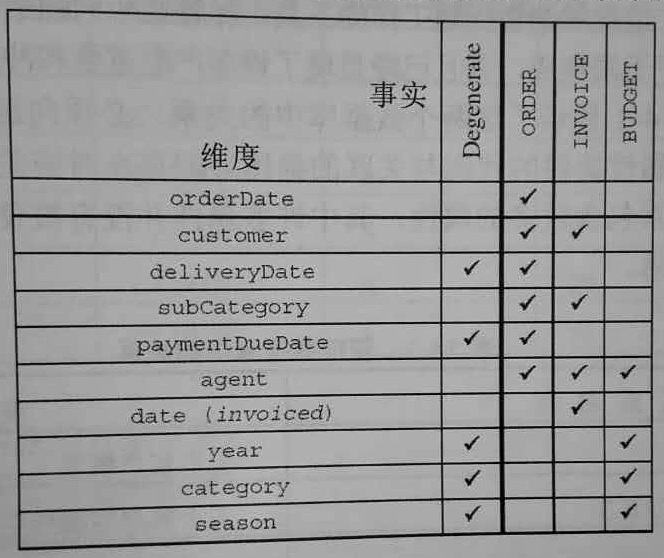 事实
维度
Degenerate
ORDER
INVOICE
BUDGET
orderDate ✓
customer ✓ ✓
deliveryDate ✓ ✓
subCategory ✓ ✓
paymentDueDate ✓ ✓
agent ✓ ✓ ✓
date (invoiced) ✓
year ✓ ✓
category ✓ ✓
season ✓ ✓